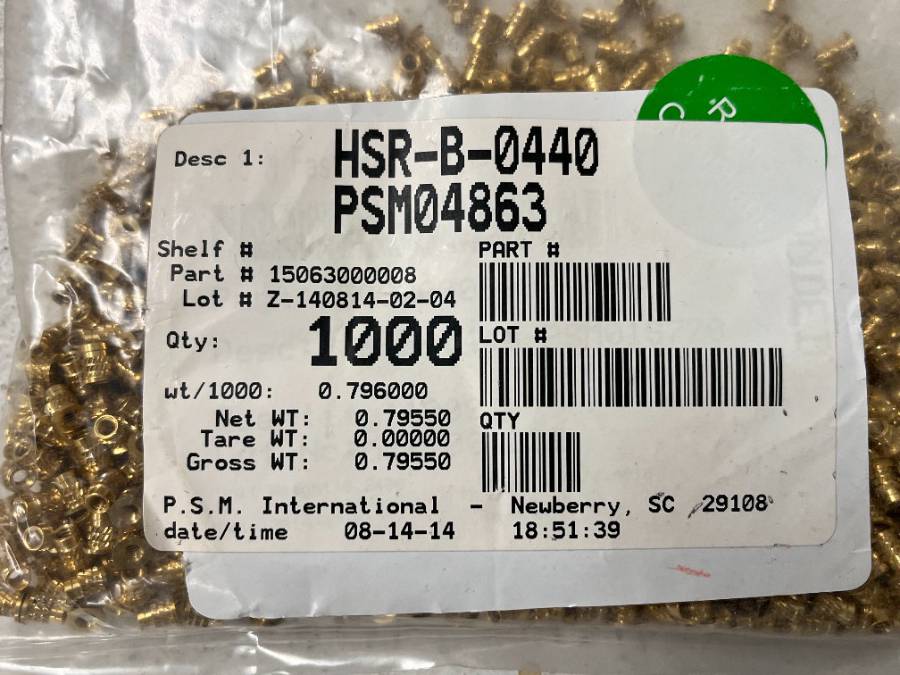 Desc 1: HSR-B-0440
PSM04863
Shelf #
Part # 15063000008
Lot # Z-140814-02-04
Qty: 1000
wt/1000: 0.796000
Net WT: 0.79550
Tare WT: 0.00000
Gross WT: 0.79550
PART #
LOT #
QTY
P.S.M. International - Newberry, SC 29108
date/time 08-14-14 18:51:39